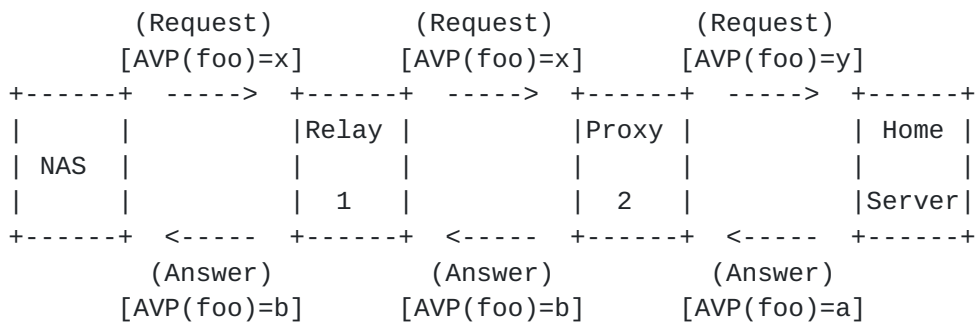 (Request)        (Request)        (Request)
       [AVP(foo)=x]      [AVP(foo)=x]     [AVP(foo)=y]
+------+  ----->  +------+  ----->  +------+  ----->  +------+
|      |          |Relay |          |Proxy |          | Home |
| NAS  |          |      |          |      |          |      |
|      |          |  1   |          |  2   |          |Server|
+------+  <-----  +------+  <-----  +------+  <-----  +------+
         (Answer)          (Answer)         (Answer)
       [AVP(foo)=b]      [AVP(foo)=b]     [AVP(foo)=a]